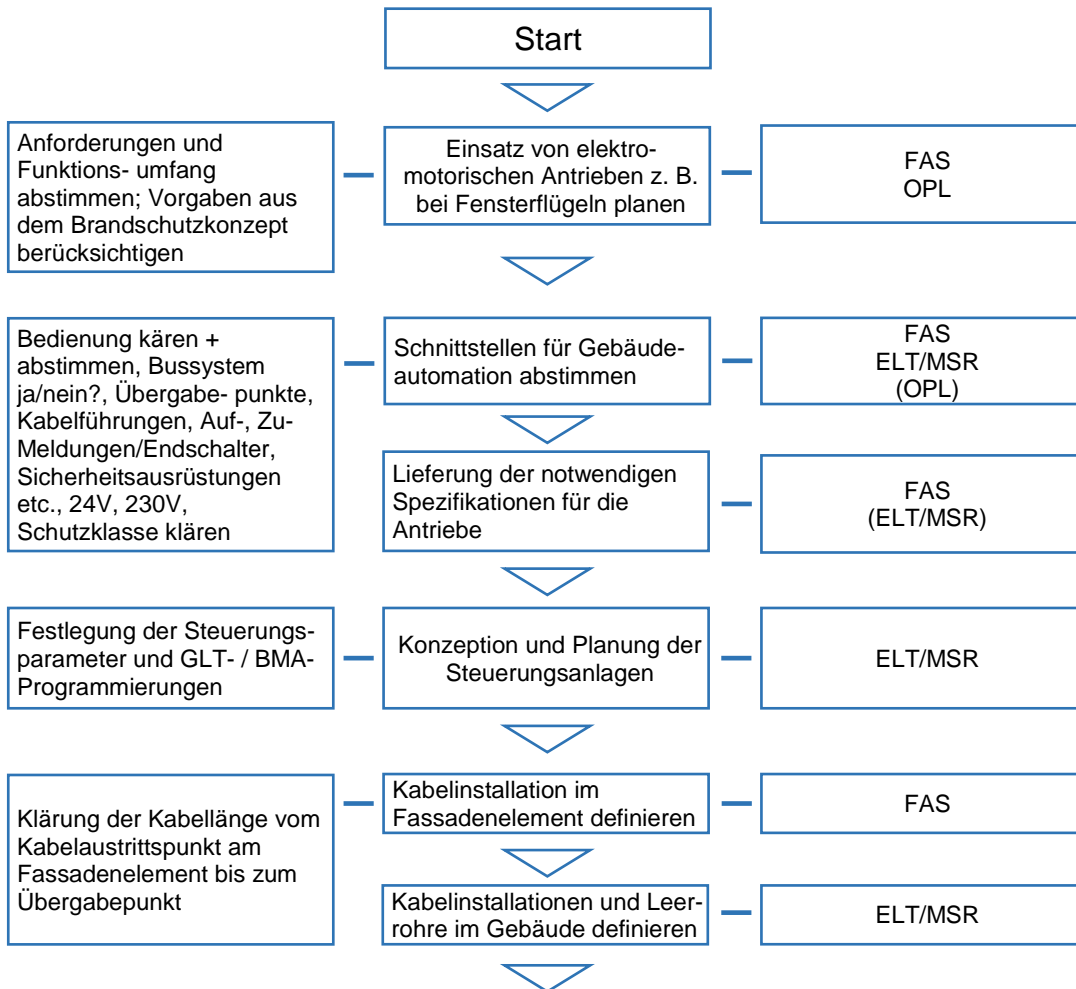 Start
Anforderungen und
Funktions- umfang
abstimmen; Vorgaben aus
dem Brandschutzkonzept
berücksichtigen
Einsatz von elektro-
motorischen Antrieben z. B.
bei Fensterflügeln planen
FAS
OPL
Bedienung kären +
abstimmen, Bussystem
ja/nein?, Übergabe- punkte,
Kabelführungen, Auf-, Zu-
Meldungen/Endschalter,
Sicherheitsausrüstungen
etc., 24V, 230V,
Schutzklasse klären
Schnittstellen für Gebäude-
automation abstimmen
FAS
ELT/MSR
(OPL)
Lieferung der notwendigen
Spezifikationen für die
Antriebe
FAS
(ELT/MSR)
Festlegung der Steuerungs-
parameter und GLT- / BMA-
Programmierungen
Konzeption und Planung der
Steuerungsanlagen
ELT/MSR
Klärung der Kabellänge vom
Kabelaustrittspunkt am
Fassadenelement bis zum
Übergabepunkt
Kabelinstallation im
Fassadenelement definieren
FAS
Kabelinstallationen und Leer-
rohre im Gebäude definieren
ELT/MSR